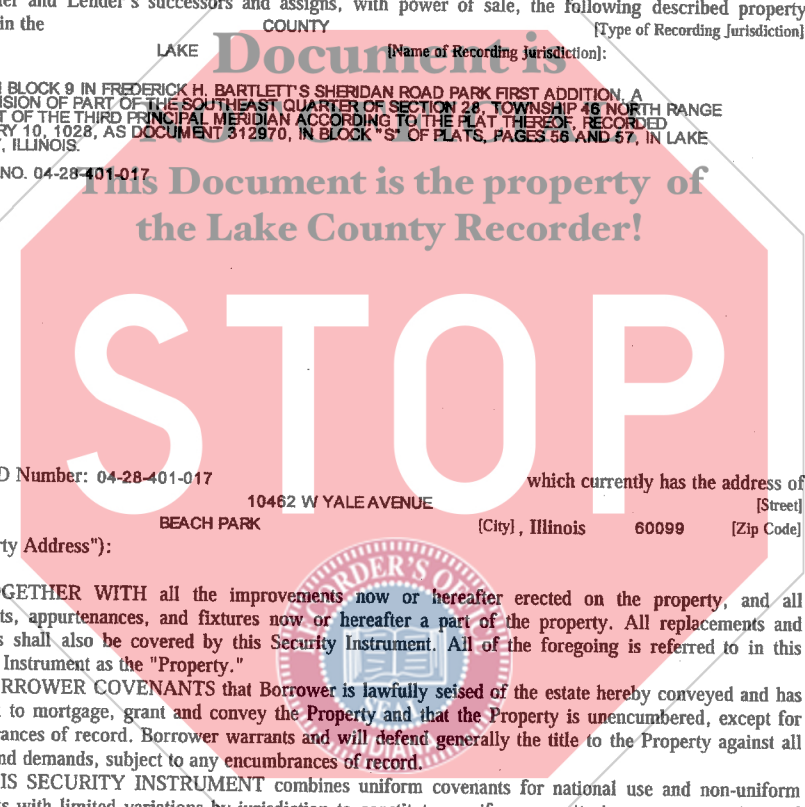 and Lender's successors and assigns, with power of sale, the following described property
in the COUNTY [Type of Recording Jurisdiction]
LAKE [Name of Recording Jurisdiction]:
Document is
BLOCK 9 IN FREDERICK H. BARTLETT'S SHERIDAN ROAD PARK FIRST ADDITION, A
ISION OF PART OF THE SOUTHEAST QUARTER OF SECTION 28, TOWNSHIP 46 NORTH RANGE
NOT OFFICIAL
T OF THE THIRD PRINCIPAL MERIDIAN ACCORDING TO THE PLAT THEREOF, RECORDED
RY 10, 1028, AS DOCUMENT 312970, IN BLOCK "S" OF PLATS, PAGES 56 AND 57, IN LAKE
, ILLINOIS.
NO. 04-28-401-017
This Document is the property of
the Lake County Recorder!
STOP
D Number: 04-28-401-017 which currently has the address of
10462 W YALE AVENUE [Street]
BEACH PARK [City], Illinois 60099 [Zip Code]
rty Address"):
GETHER WITH all the improvements now or hereafter erected on the property, and all
ts, appurtenances, and fixtures now or hereafter a part of the property. All replacements and
s shall also be covered by this Security Instrument. All of the foregoing is referred to in this
Instrument as the "Property."
RROWER COVENANTS that Borrower is lawfully seised of the estate hereby conveyed and has
to mortgage, grant and convey the Property and that the Property is unencumbered, except for
rances of record. Borrower warrants and will defend generally the title to the Property against all
nd demands, subject to any encumbrances of record.
IS SECURITY INSTRUMENT combines uniform covenants for national use and non-uniform
with limited variations by jurisdiction to